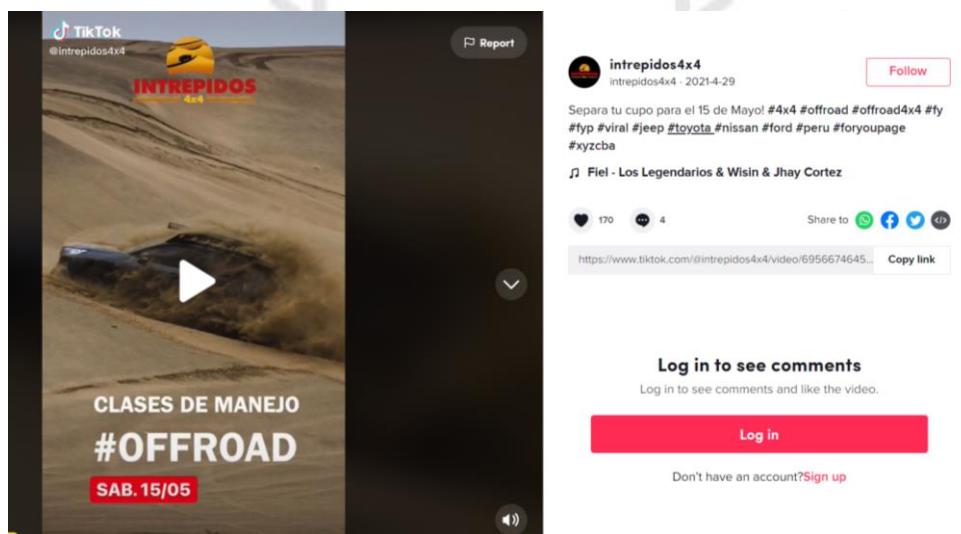 TikTok
@intrepidos4x4
INTREPIDOS
4x4
Report
CLASES DE MANEJO
#OFFROAD
SAB. 15/05
intrepidos4x4
intrepidos4x4 · 2021-4-29
Follow
Separa tu cupo para el 15 de Mayo! #4x4 #offroad #offroad4x4 #fy
#fyp #viral #jeep #toyota #nissan #ford #peru #foryoupage
#xyzcba
Fiel - Los Legendarios & Wisin & Jhay Cortez
170
4
Share to
https://www.tiktok.com/@intrepidos4x4/video/6956674645...
Copy link
Log in to see comments
Log in to see comments and like the video.
Log in
Don't have an account?Sign up